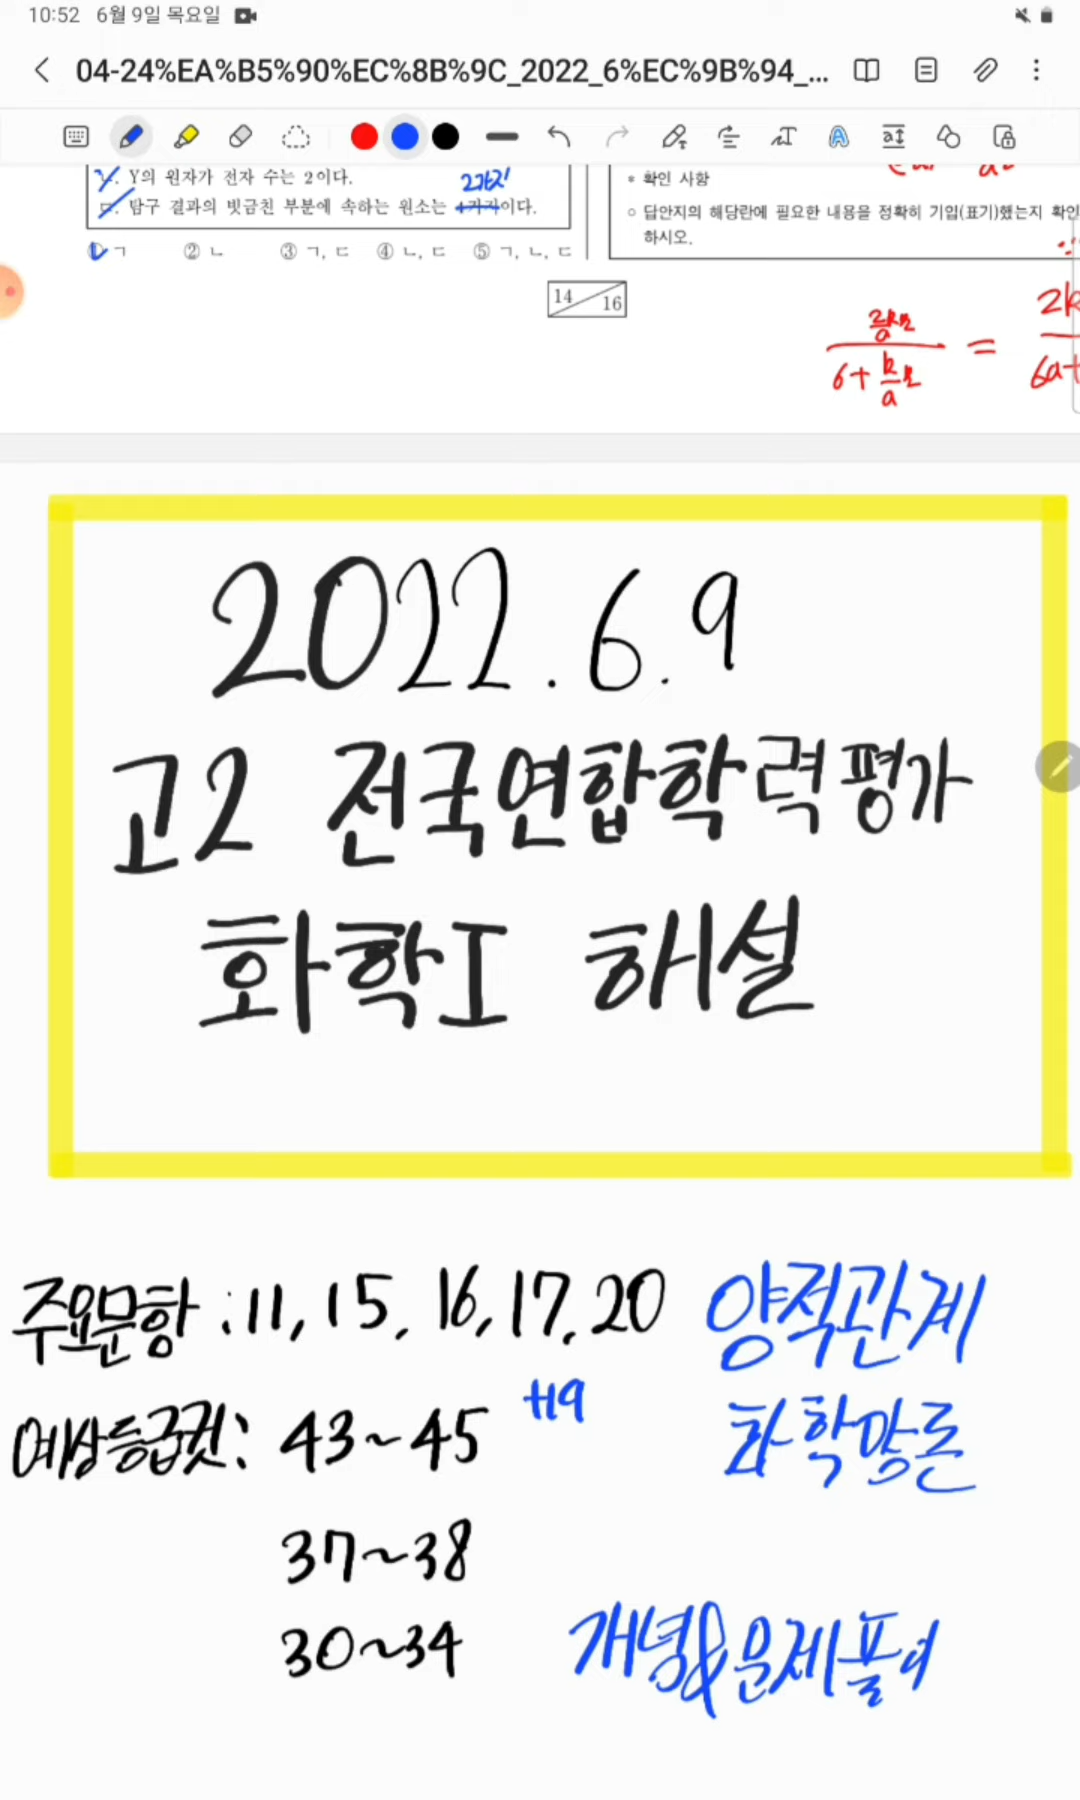 10:52 6월 9일 목요일
04-24%EA%B5%90%EC%8B%9C_2022_6%EC%9B%94_...
ㄴ. Y의 원자가 전자 수는 2이다.
2가지
ㄷ. 탐구 결과의 빗금친 부분에 속하는 원소는 4가지이다.
① ㄱ ② ㄴ ③ ㄱ, ㄷ ④ ㄴ, ㄷ ⑤ ㄱ, ㄴ, ㄷ
* 확인 사항
○ 답안지의 해당란에 필요한 내용을 정확히 기입(표기)했는지 확인
하시오.
14 16
2022.6.9
고2 전국연합학력평가
화학I 해설
주요문항 : 11, 15, 16, 17, 20 양적관계
예상등급컷: 43~45
화학망론
37~38
30~34 개녕&문제풀이